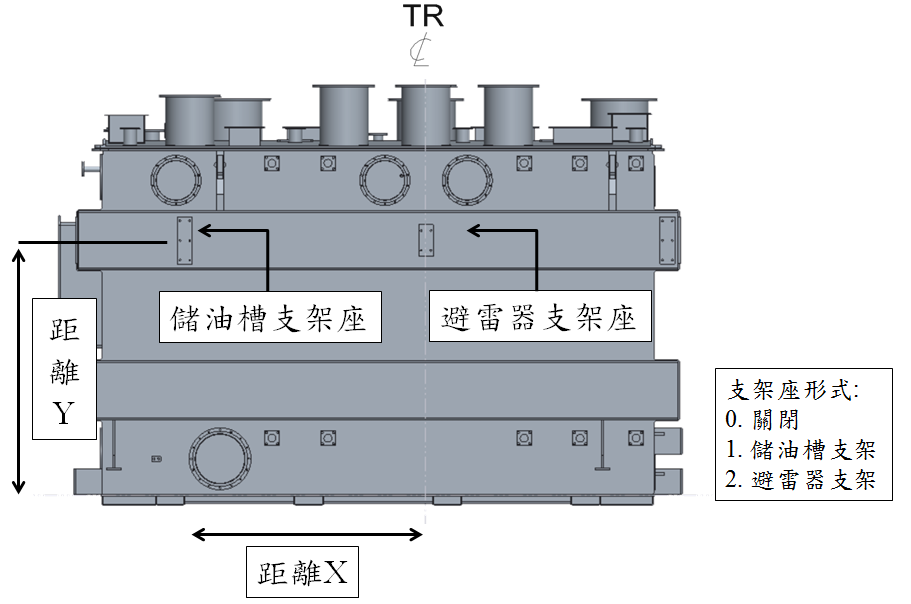 TR
℄
儲油槽支架座
避雷器支架座
距
離
Y
支架座形式:
0. 關閉
1. 儲油槽支架
2. 避雷器支架
距離X